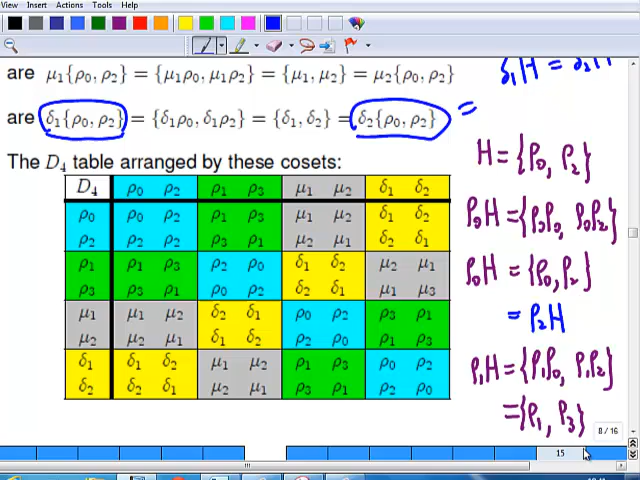 View Insert Actions Tools Help
are μ₁{ρ₀, ρ₂} = {μ₁ρ₀, μ₁ρ₂} = {μ₁, μ₂} = μ₂{ρ₀, ρ₂}
δ₁H = δ₂H
are δ₁{ρ₀, ρ₂} = {δ₁ρ₀, δ₁ρ₂} = {δ₁, δ₂} = δ₂{ρ₀, ρ₂} =
The D₄ table arranged by these cosets:
D₄ ρ₀ ρ₂ ρ₁ ρ₃ μ₁ μ₂ δ₁ δ₂
ρ₀ ρ₀ ρ₂ ρ₁ ρ₃ μ₁ μ₂ δ₁ δ₂
ρ₂ ρ₂ ρ₀ ρ₃ ρ₁ μ₂ μ₁ δ₂ δ₁
ρ₁ ρ₁ ρ₃ ρ₂ ρ₀ δ₁ δ₂ μ₂ μ₁
ρ₃ ρ₃ ρ₁ ρ₀ ρ₂ δ₂ δ₁ μ₁ μ₃
μ₁ μ₁ μ₂ δ₂ δ₁ ρ₀ ρ₂ ρ₃ ρ₁
μ₂ μ₂ μ₁ δ₁ δ₂ ρ₂ ρ₀ ρ₁ ρ₃
δ₁ δ₁ δ₂ μ₁ μ₂ ρ₁ ρ₃ ρ₀ ρ₂
δ₂ δ₂ δ₁ μ₂ μ₁ ρ₃ ρ₁ ρ₂ ρ₀
H = {ρ₀, ρ₂}
ρ₀H = {ρ₀ρ₀, ρ₀ρ₂}
ρ₀H = {ρ₀, ρ₂}
= ρ₂H
ρ₁H = {ρ₁ρ₀, ρ₁ρ₂}
= {ρ₁, ρ₃}
8 / 16
15